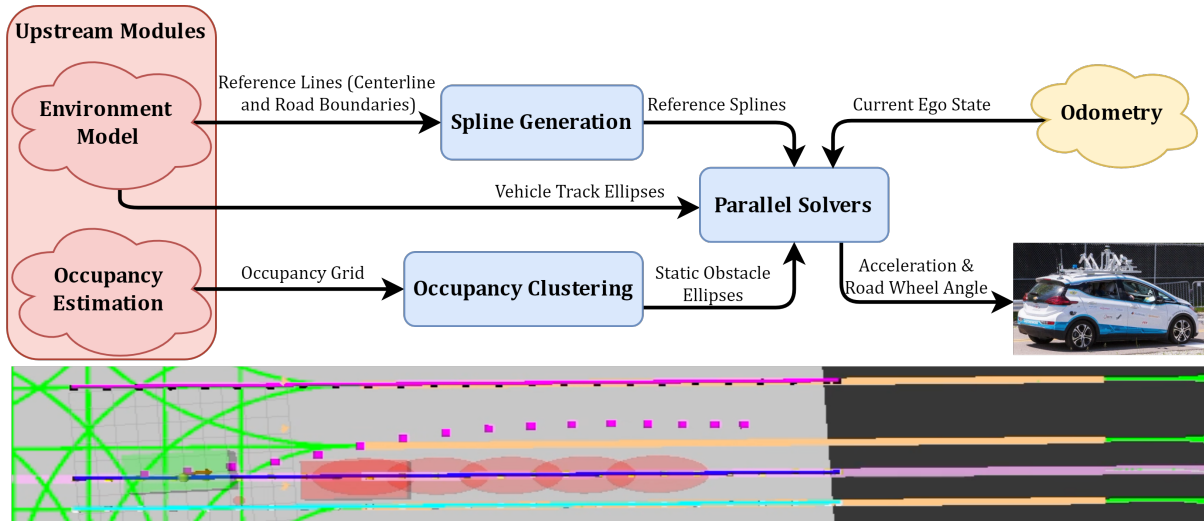 Upstream Modules
Environment
Model
Reference Lines (Centerline
and Road Boundaries)
Spline Generation
Reference Splines
Current Ego State
Odometry
Vehicle Track Ellipses
Parallel Solvers
Occupancy
Estimation
Occupancy Grid
Occupancy Clustering
Static Obstacle
Ellipses
Acceleration &
Road Wheel Angle